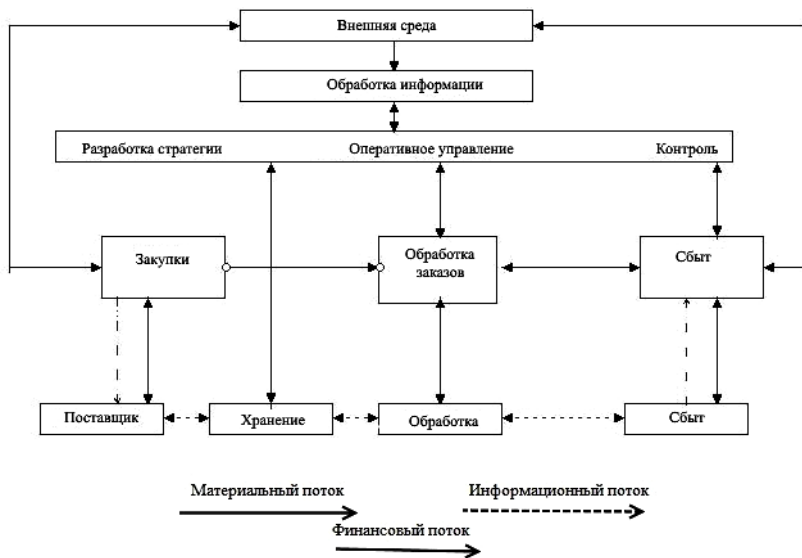 Внешняя среда
Обработка информации
Разработка стратегии Оперативное управление Контроль
Закупки
Обработка
заказов
Сбыт
Поставщик
Хранение
Обработка
Сбыт
Материальный поток
Информационный поток
Финансовый поток